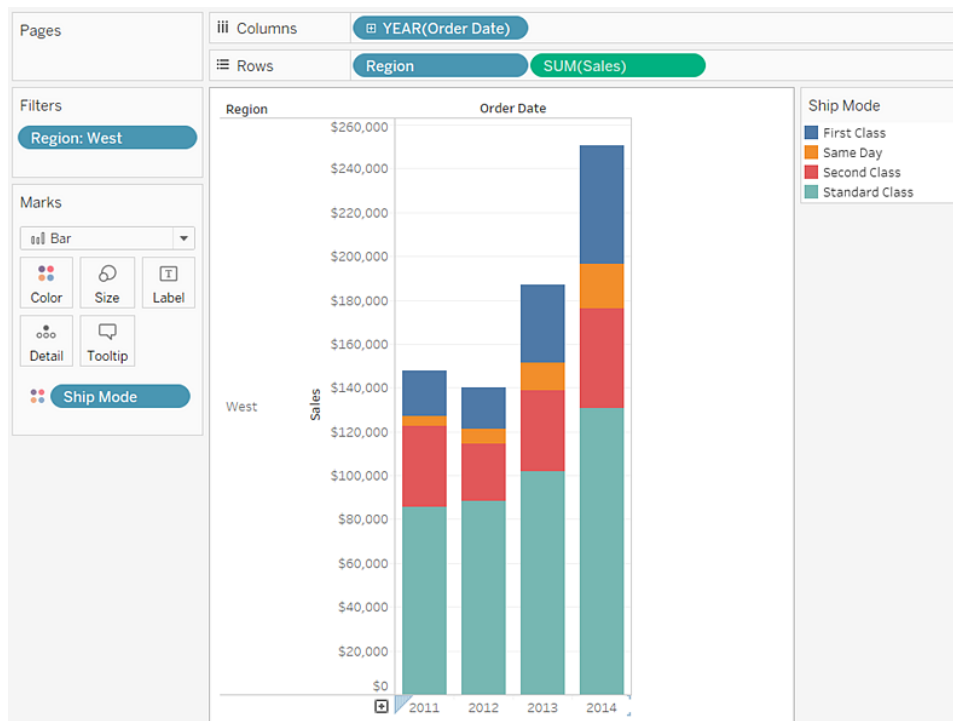 Pages
Columns
YEAR(Order Date)
Rows
Region
SUM(Sales)
Filters
Region: West
Marks
Bar
Color
Size
Label
Detail
Tooltip
Ship Mode
Region
Order Date
$260,000
$240,000
$220,000
$200,000
$180,000
$160,000
$140,000
$120,000
$100,000
$80,000
$60,000
$40,000
$20,000
$0
West
Sales
2011
2012
2013
2014
Ship Mode
First Class
Same Day
Second Class
Standard Class